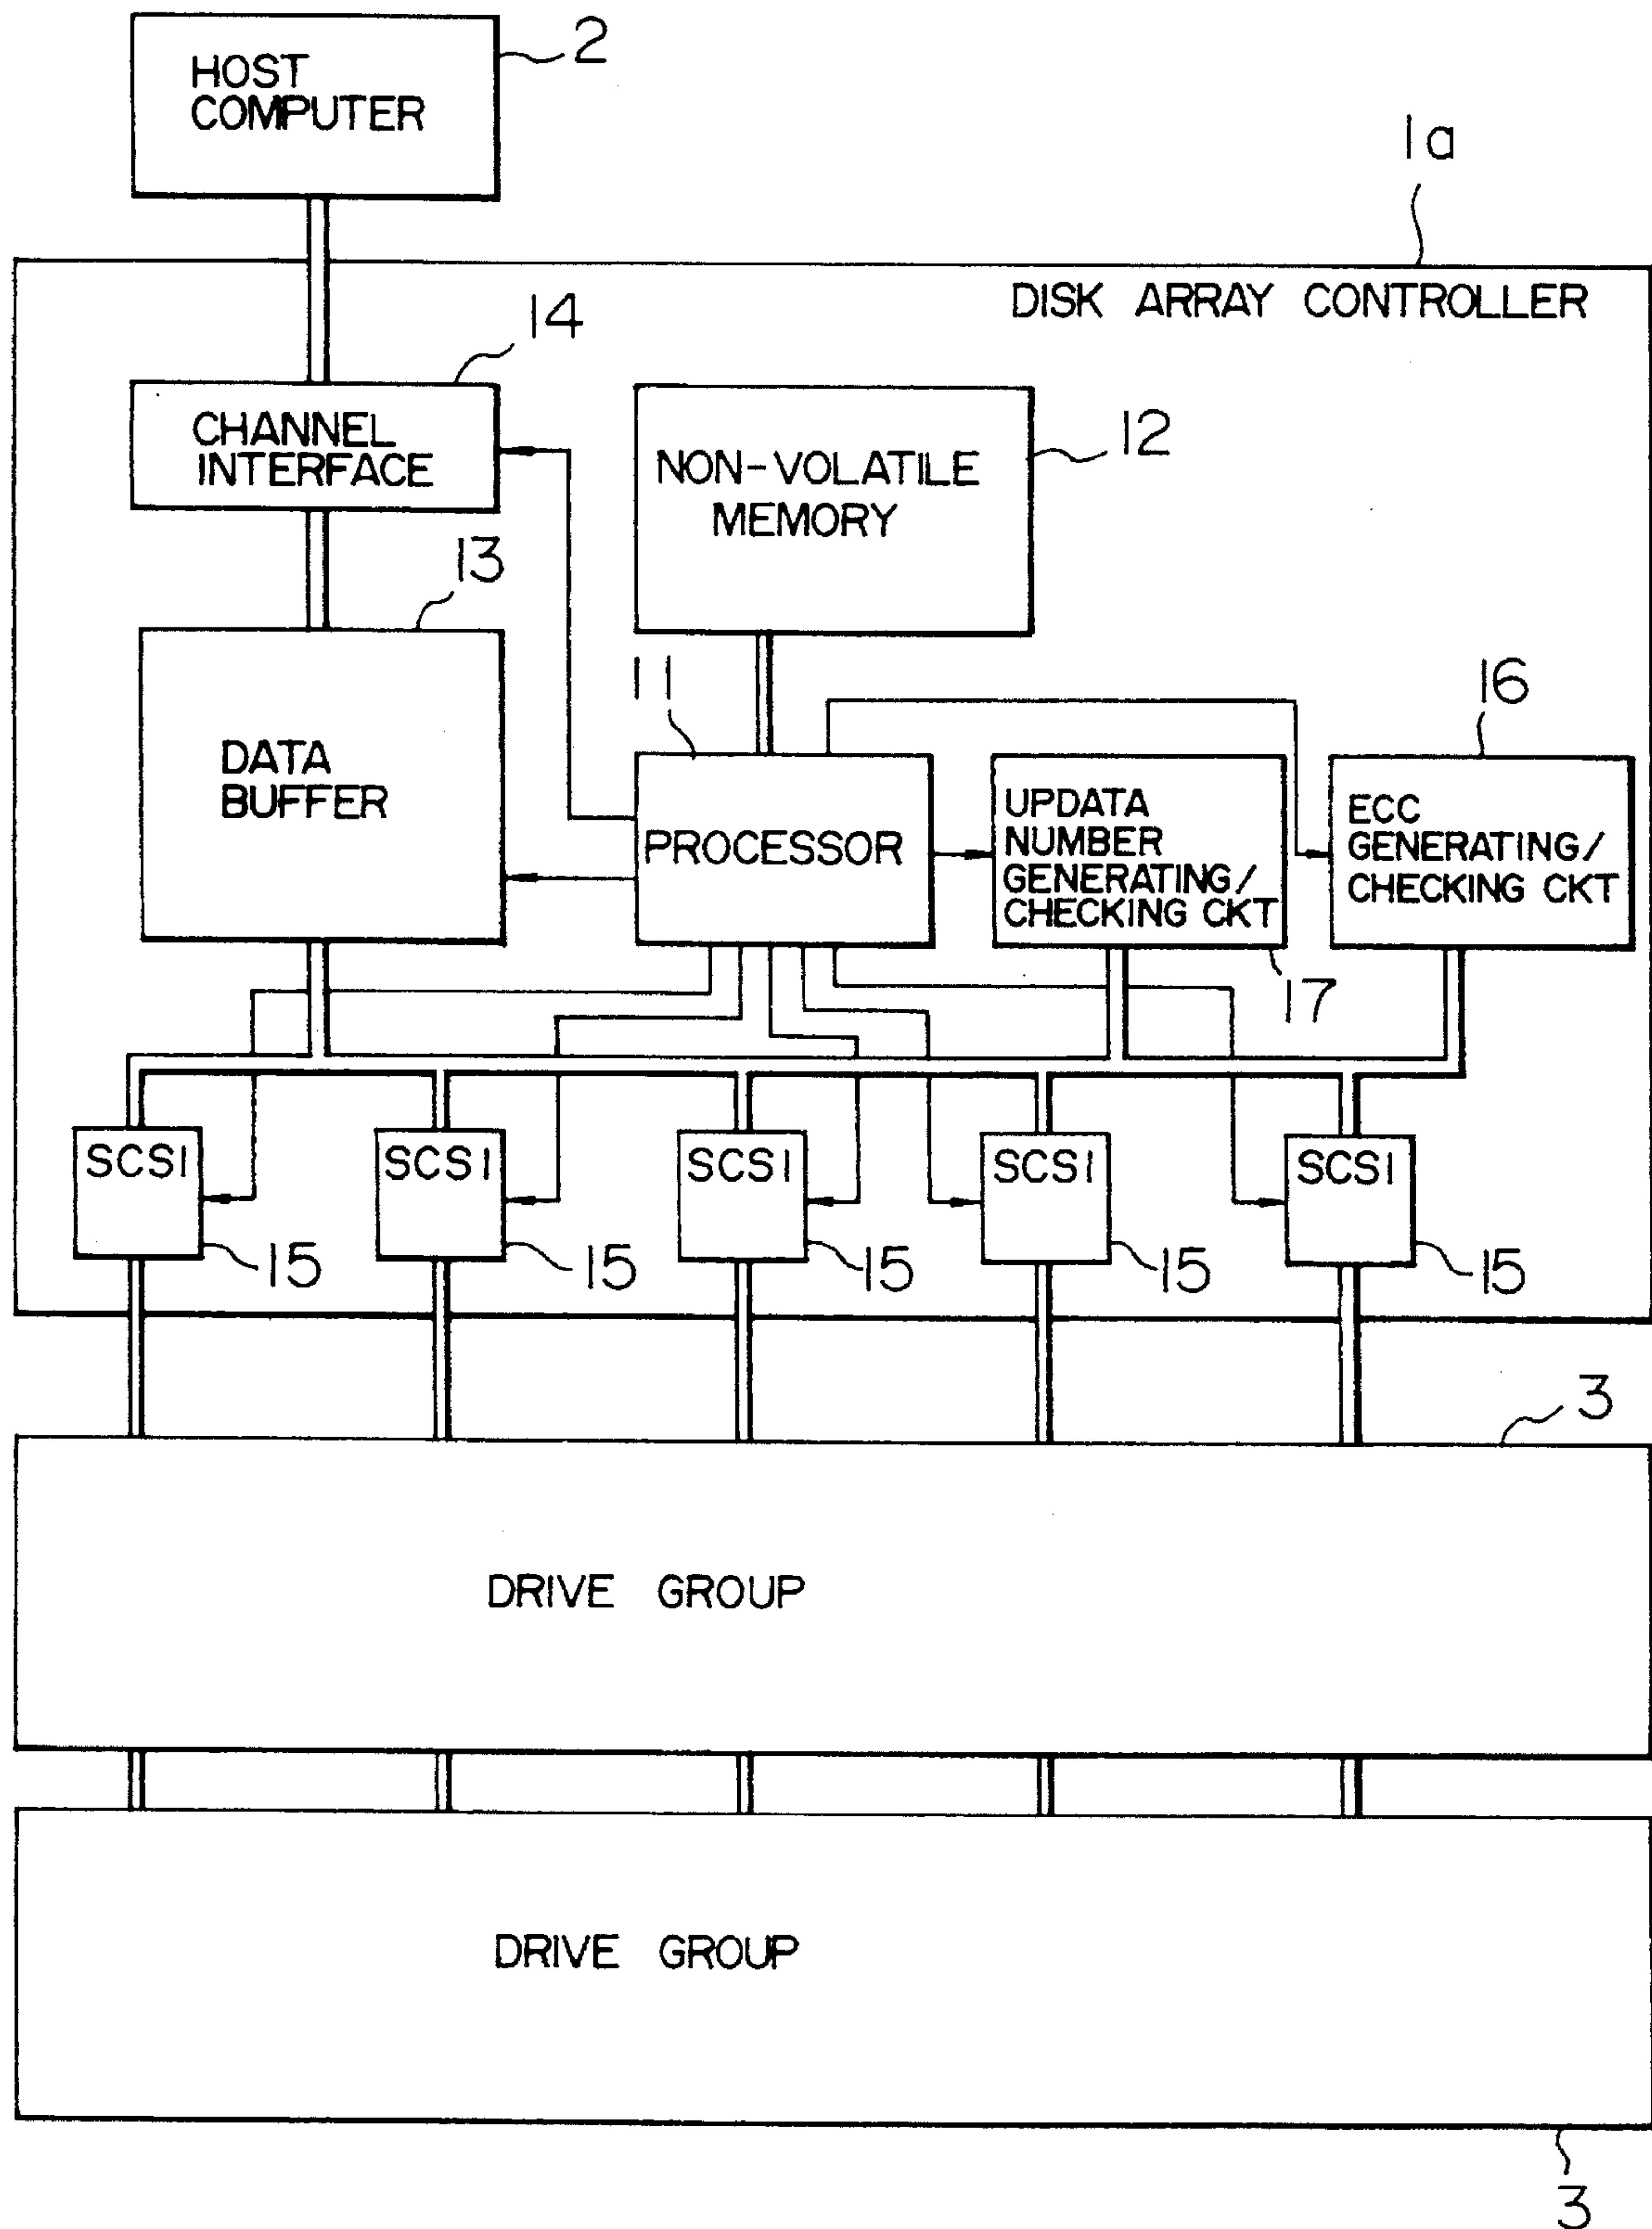 HOST
COMPUTER
2
1a
DISK ARRAY CONTROLLER
14
CHANNEL
INTERFACE
12
NON-VOLATILE
MEMORY
13
DATA
BUFFER
11
PROCESSOR
UPDATA
NUMBER
GENERATING/
CHECKING CKT
17
16
ECC
GENERATING/
CHECKING CKT
SCSI
SCSI
SCSI
SCSI
SCSI
15
15
15
15
15
3
DRIVE GROUP
DRIVE GROUP
3